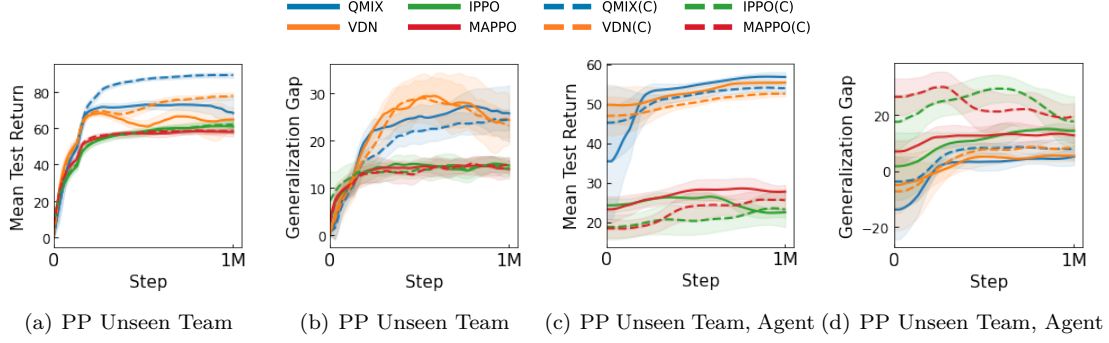 QMIX IPPO QMIX(C) IPPO(C)
VDN MAPPO VDN(C) MAPPO(C)
Mean Test Return
80
60
40
20
0
0 1M
Step
(a) PP Unseen Team
Generalization Gap
30
20
10
0
0 1M
Step
(b) PP Unseen Team
Mean Test Return
60
50
40
30
20
0 1M
Step
(c) PP Unseen Team, Agent
Generalization Gap
20
0
−20
0 1M
Step
(d) PP Unseen Team, Agent